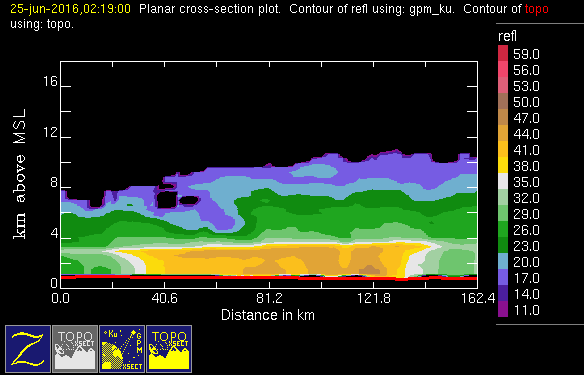 25-jun-2016,02:19:00 Planar cross-section plot. Contour of refl using: gpm_ku. Contour of topo
using: topo.
refl
59.0
56.0
53.0
50.0
47.0
44.0
41.0
38.0
35.0
32.0
29.0
26.0
23.0
20.0
17.0
14.0
11.0
km above MSL
16
12
8
4
0
0.0 40.6 81.2 121.8 162.4
Distance in km
Z
TOPO
XSECT
"Ku"
GPM
XSECT
TOPO
XSECT